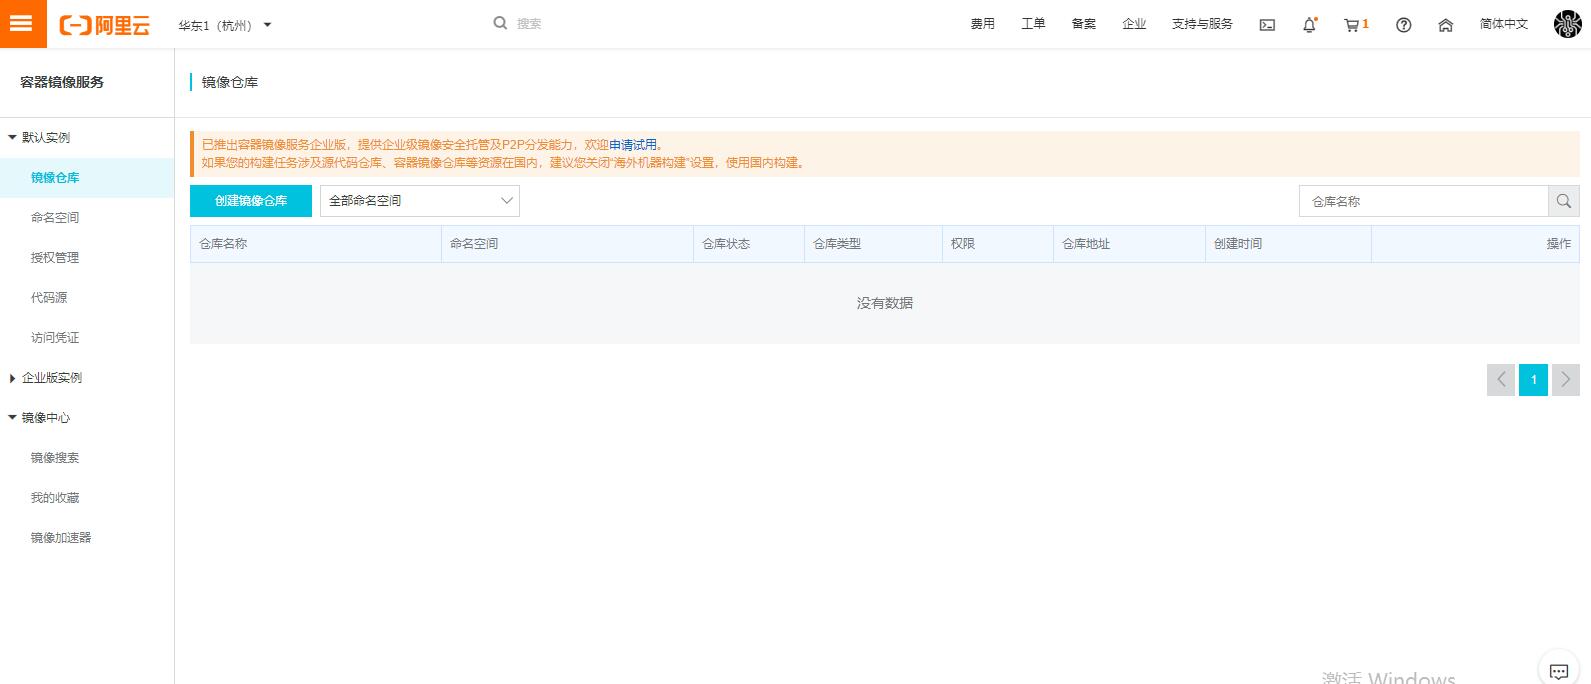 阿里云
华东1（杭州）
搜索
费用
工单
备案
企业
支持与服务
1
简体中文
容器镜像服务
默认实例
镜像仓库
命名空间
授权管理
代码源
访问凭证
企业版实例
镜像中心
镜像搜索
我的收藏
镜像加速器
镜像仓库
已推出容器镜像服务企业版，提供企业级镜像安全托管及P2P分发能力，欢迎申请试用。
如果您的构建任务涉及源代码仓库、容器镜像仓库等资源在国内，建议您关闭“海外机器构建”设置，使用国内构建。
创建镜像仓库
全部命名空间
仓库名称
仓库名称
命名空间
仓库状态
仓库类型
权限
仓库地址
创建时间
操作
没有数据
1
激活 Windows